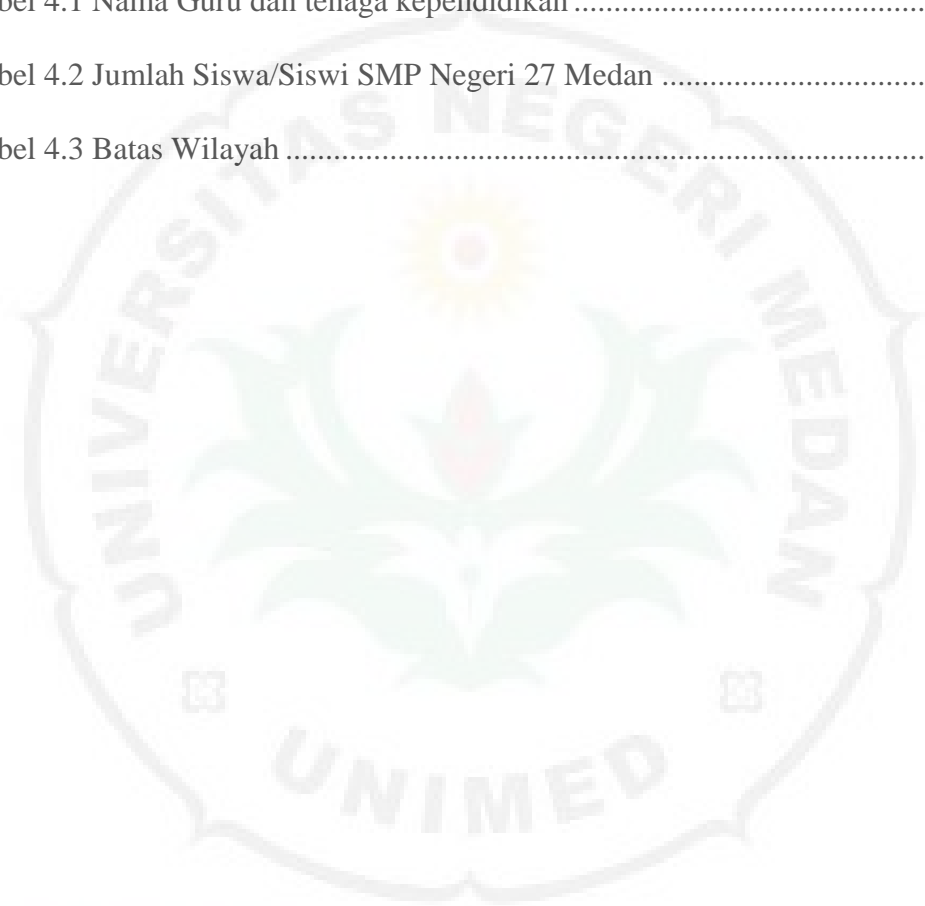 bel 4.1 Nama Guru dan tenaga kependidikan ............................................
bel 4.2 Jumlah Siswa/Siswi SMP Negeri 27 Medan .................................
bel 4.3 Batas Wilayah ...............................................................................
UNIVERSITAS NEGERI MEDAN
UNIMED